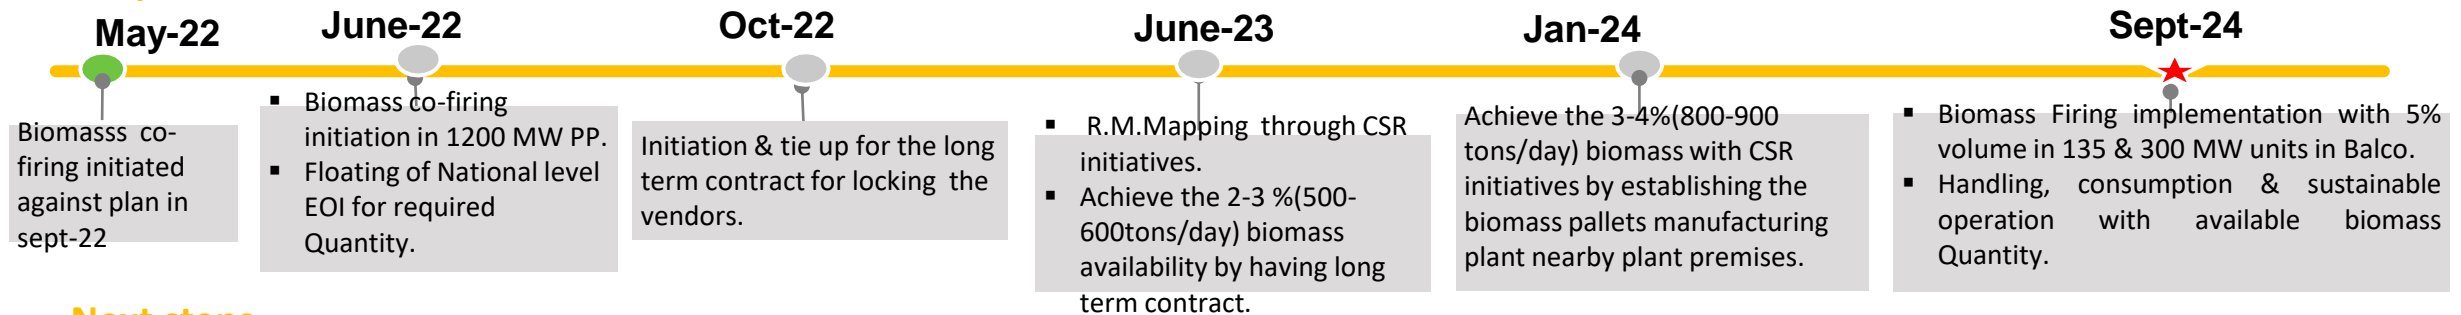 May-22
Biomasss co-
firing initiated
against plan in
sept-22
June-22
▪ Biomass co-firing
initiation in 1200 MW PP.
▪ Floating of National level
EOI for required
Quantity.
Oct-22
Initiation & tie up for the long
term contract for locking the
vendors.
June-23
▪ R.M.Mapping through CSR
initiatives.
▪ Achieve the 2-3 %(500-
600tons/day) biomass
availability by having long
term contract.
Jan-24
Achieve the 3-4%(800-900
tons/day) biomass with CSR
initiatives by establishing the
biomass pallets manufacturing
plant nearby plant premises.
Sept-24
▪ Biomass Firing implementation with 5%
volume in 135 & 300 MW units in Balco.
▪ Handling, consumption & sustainable
operation with available biomass
Quantity.
Next steps